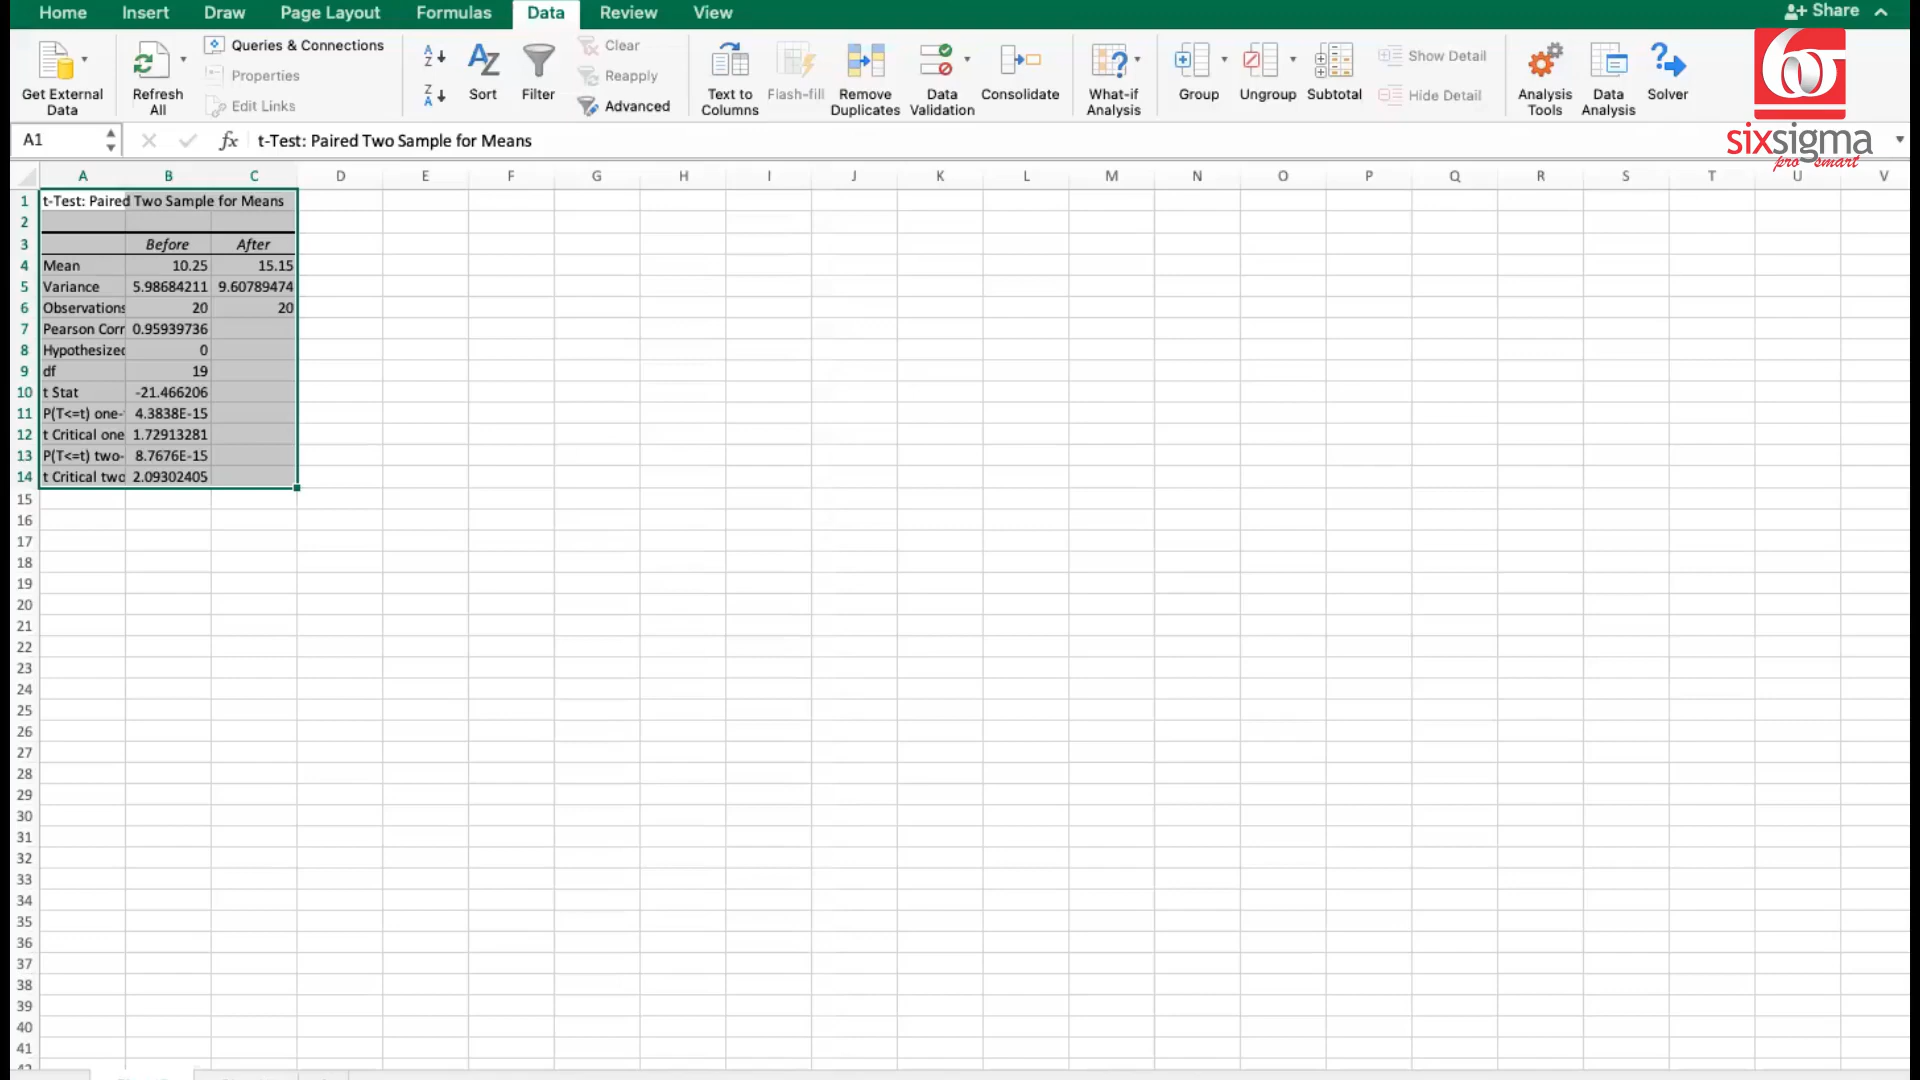 Home Insert Draw Page Layout Formulas Data Review View Share
Get External Data
Refresh All
Queries & Connections
Properties
Edit Links
Sort
Filter
Clear
Reapply
Advanced
Text to Columns
Flash-fill
Remove Duplicates
Data Validation
Consolidate
What-if Analysis
Group
Ungroup
Subtotal
Show Detail
Hide Detail
Analysis Tools
Data Analysis
Solver
sixsigma
pro smart
A1 fx t-Test: Paired Two Sample for Means
A B C D E F G H I J K L M N O P Q R S T U V
1 t-Test: Paired Two Sample for Means
2
3 Before After
4 Mean 10.25 15.15
5 Variance 5.98684211 9.60789474
6 Observations 20 20
7 Pearson Corr 0.95939736
8 Hypothesized 0
9 df 19
10 t Stat -21.466206
11 P(T<=t) one- 4.3838E-15
12 t Critical one 1.72913281
13 P(T<=t) two- 8.7676E-15
14 t Critical two 2.09302405
15
16
17
18
19
20
21
22
23
24
25
26
27
28
29
30
31
32
33
34
35
36
37
38
39
40
41